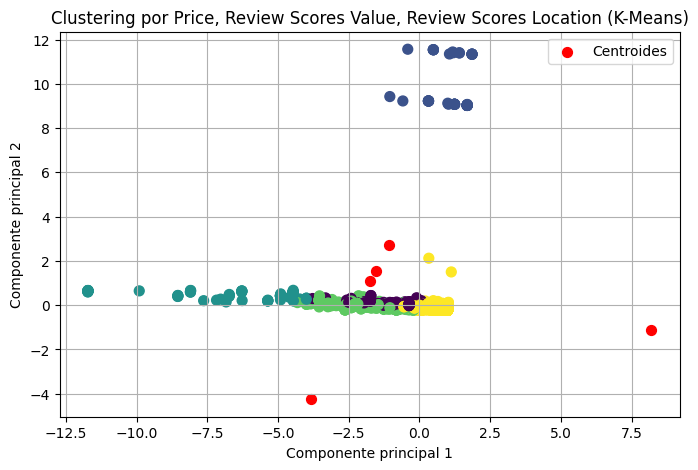 Clustering por Price, Review Scores Value, Review Scores Location (K-Means)
Centroides
12
10
8
6
4
2
0
−2
−4
Componente principal 2
−12.5 −10.0 −7.5 −5.0 −2.5 0.0 2.5 5.0 7.5
Componente principal 1